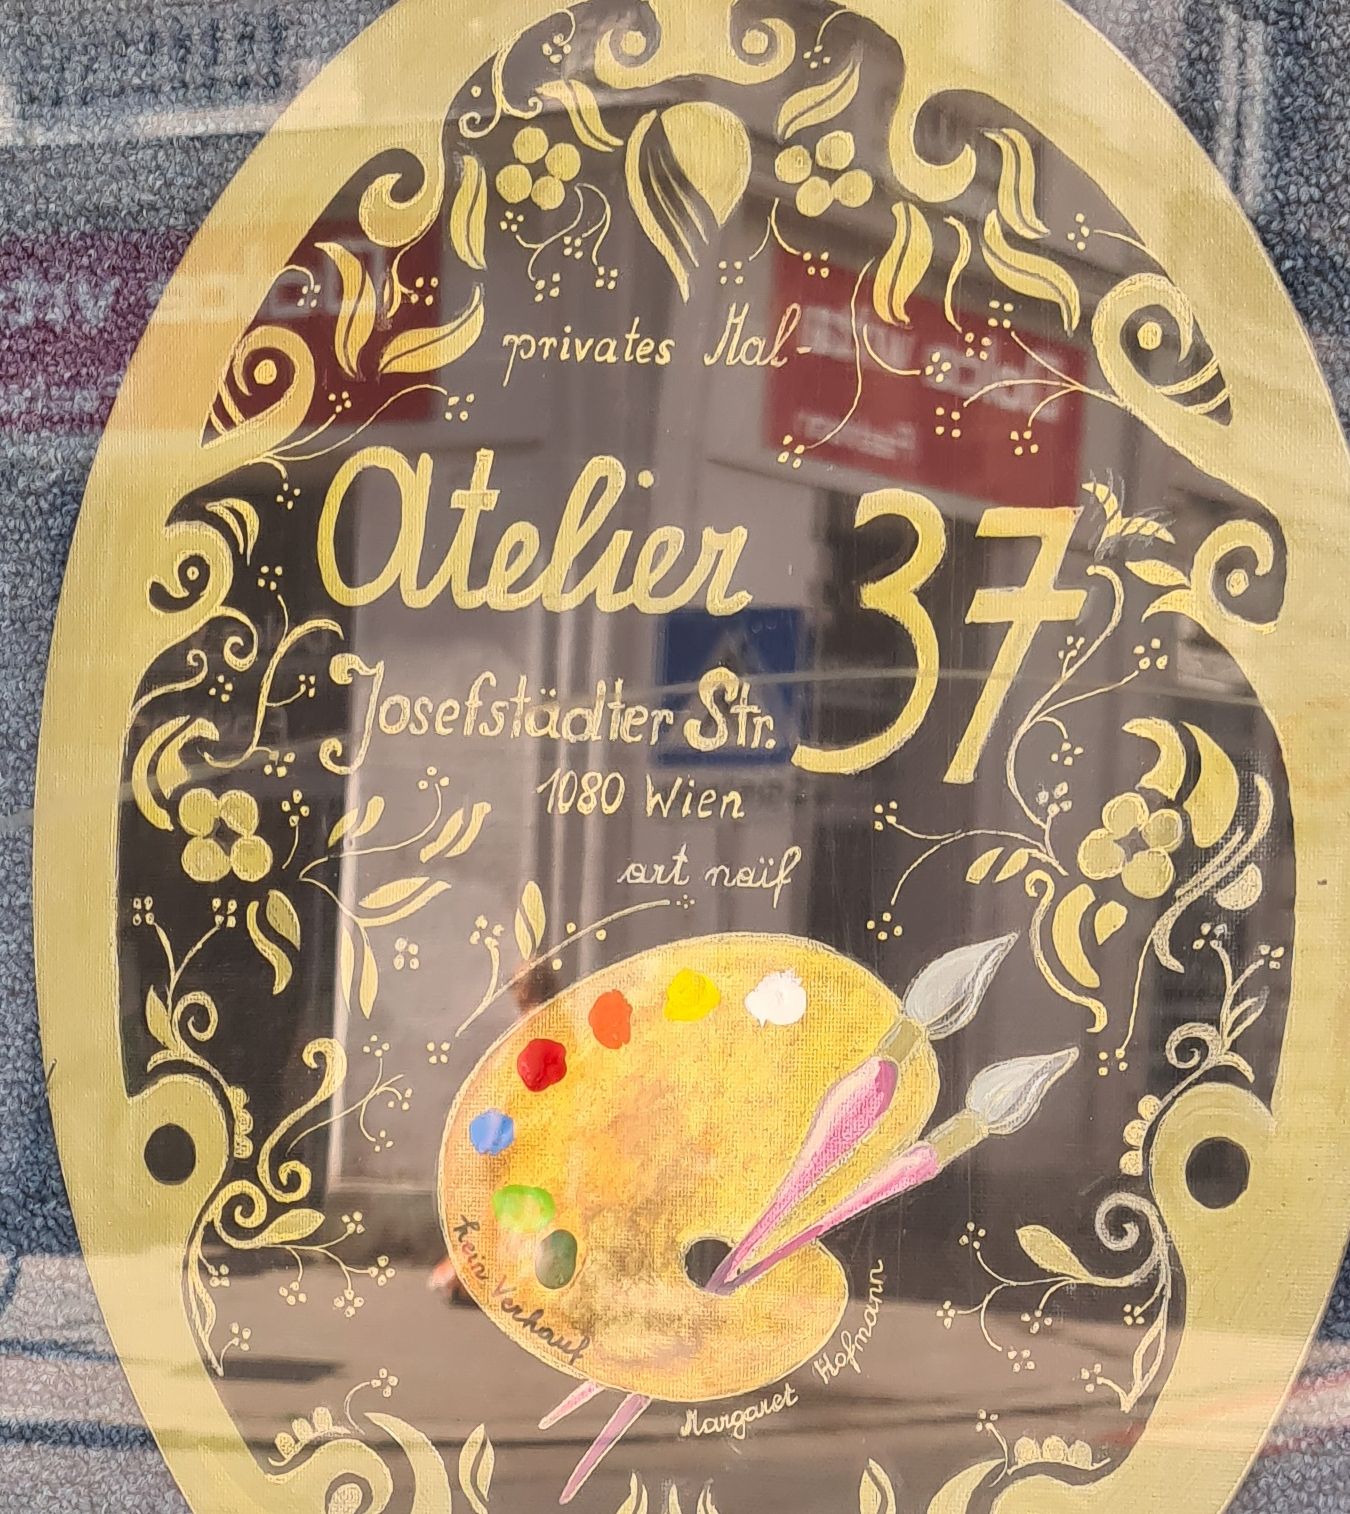 privates Mal-
Atelier 37
Josefstädter Str.
1080 Wien
art naïf
Kein Verkauf
Margaret Hofmann